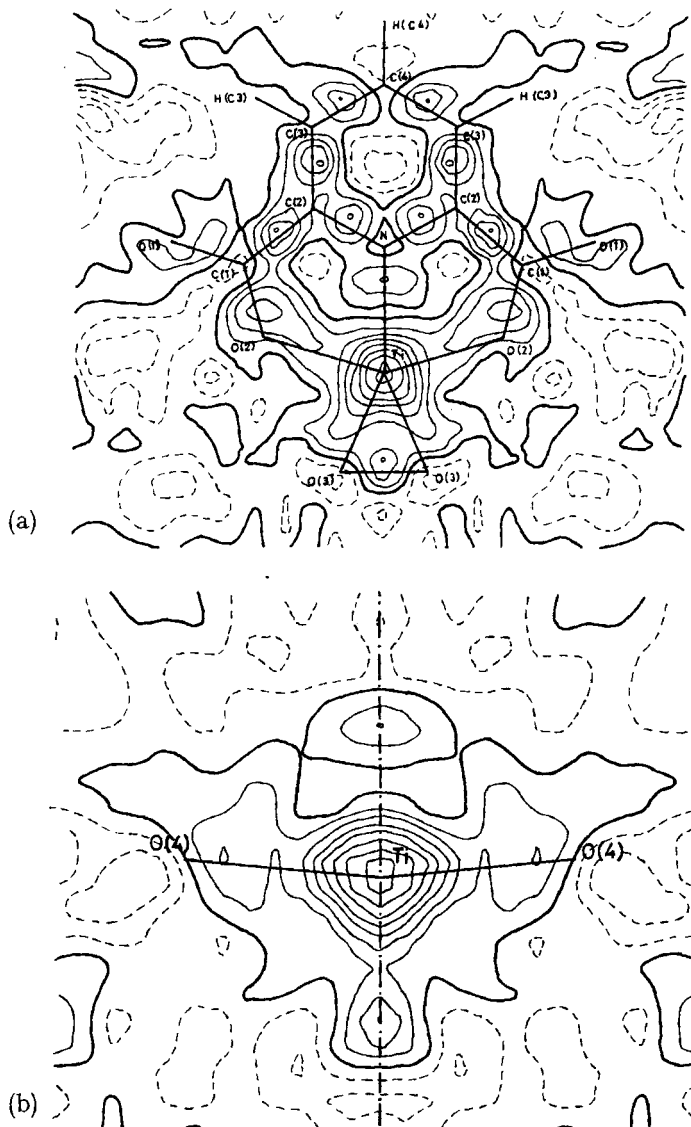 H(C4)
C(4)
H(C3)
H(C3)
C(3)
C(3)
C(2)
C(2)
N
O(1)
O(1)
C(1)
C(1)
O(2)
O(2)
Ti
O(3)
O(3)
(a)
O(4)
Ti
O(4)
(b)